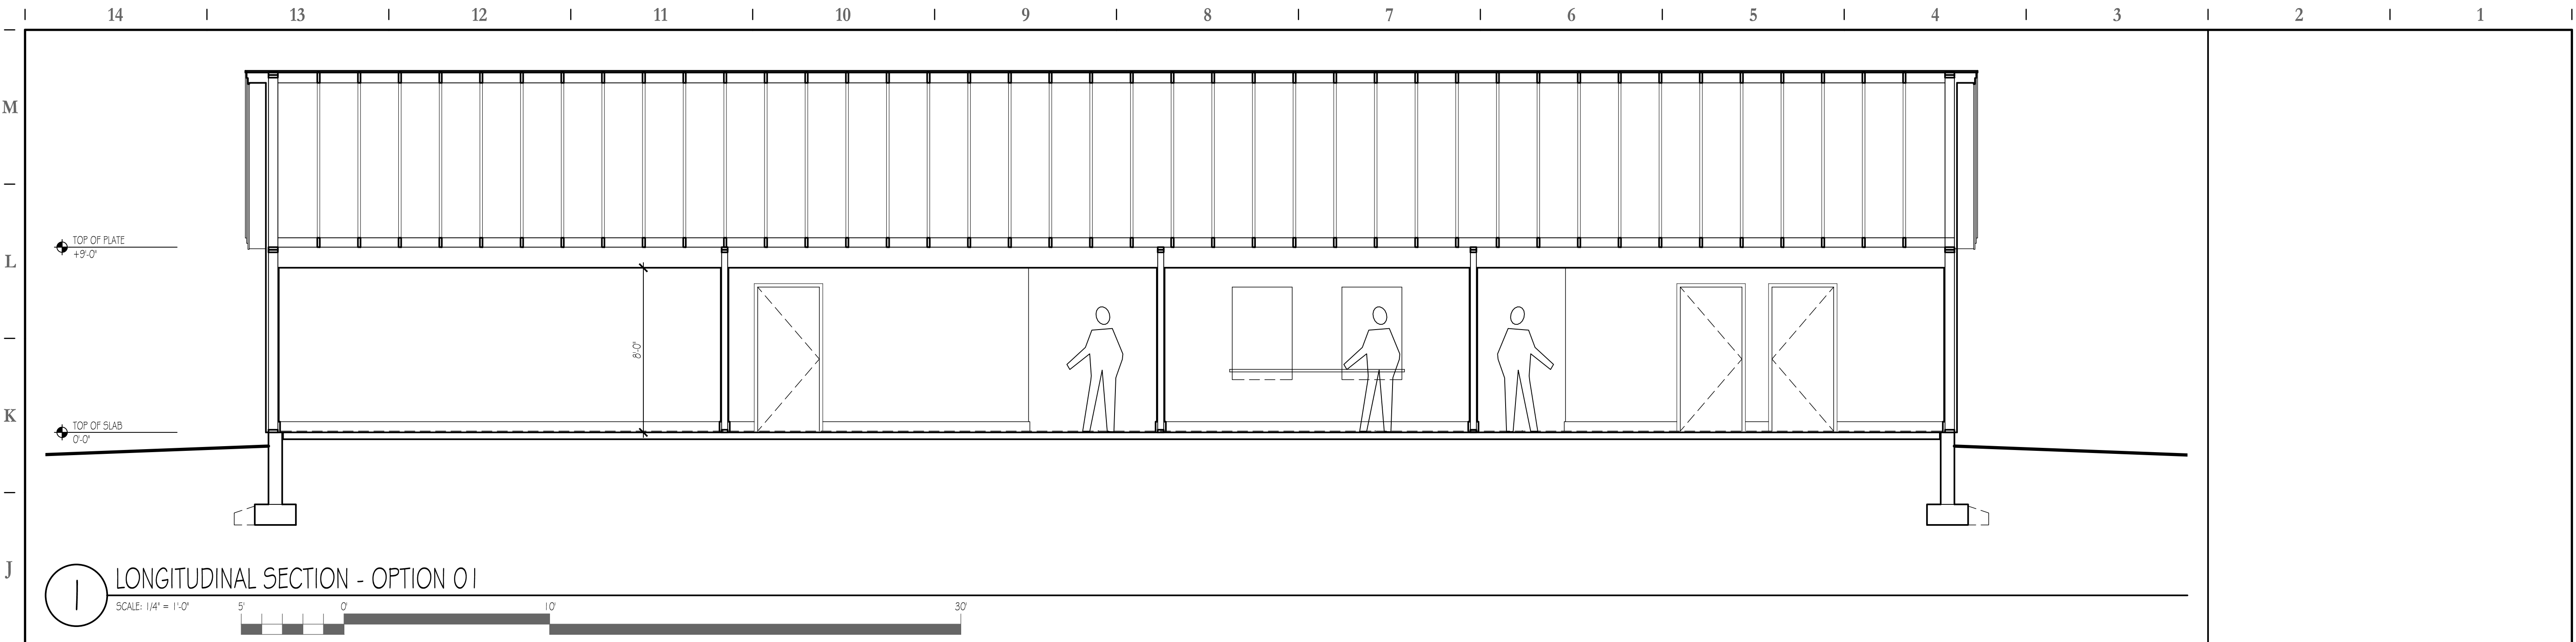 14 13 12 11 10 9 8 7 6 5 4 3 2 1
M
TOP OF PLATE
+9'-0"
L
8'-0"
K
TOP OF SLAB
0'-0"
J
1 LONGITUDINAL SECTION - OPTION 01
SCALE: 1/4" = 1'-0"
5' 0' 10' 30'